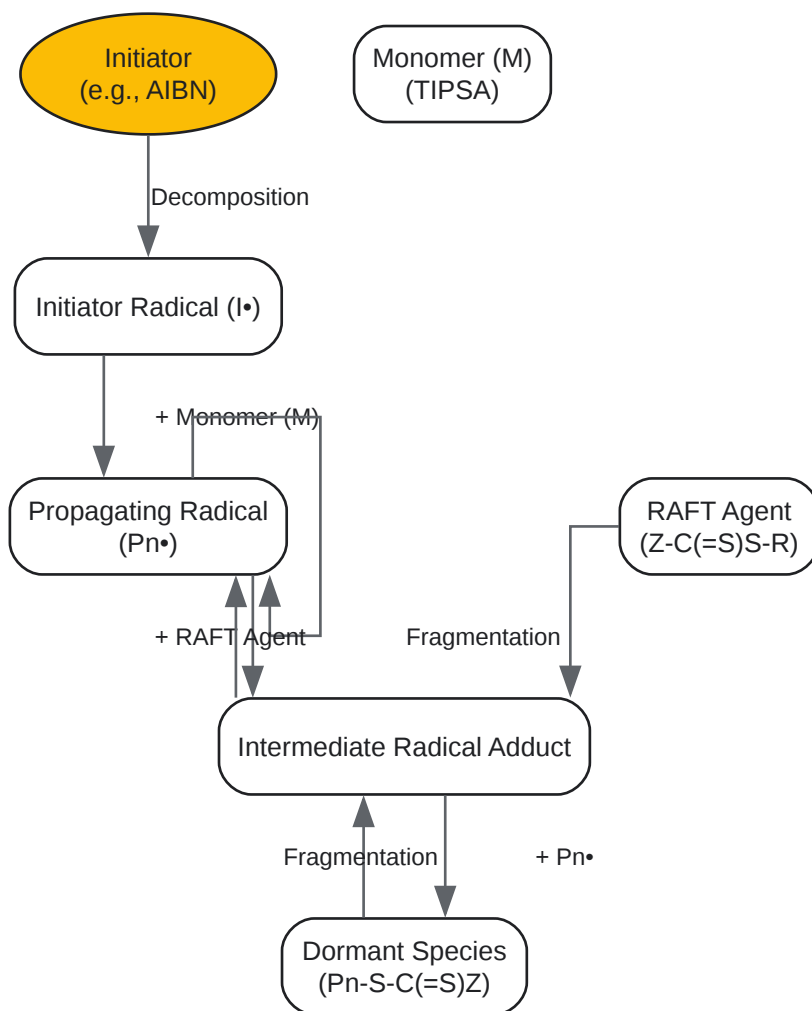 Initiator
(e.g., AIBN)
Monomer (M)
(TIPSA)
Decomposition
Initiator Radical (I•)
+ Monomer (M)
Propagating Radical
(Pn•)
RAFT Agent
(Z-C(=S)S-R)
+ RAFT Agent
Fragmentation
Intermediate Radical Adduct
Fragmentation
+ Pn•
Dormant Species
(Pn-S-C(=S)Z)